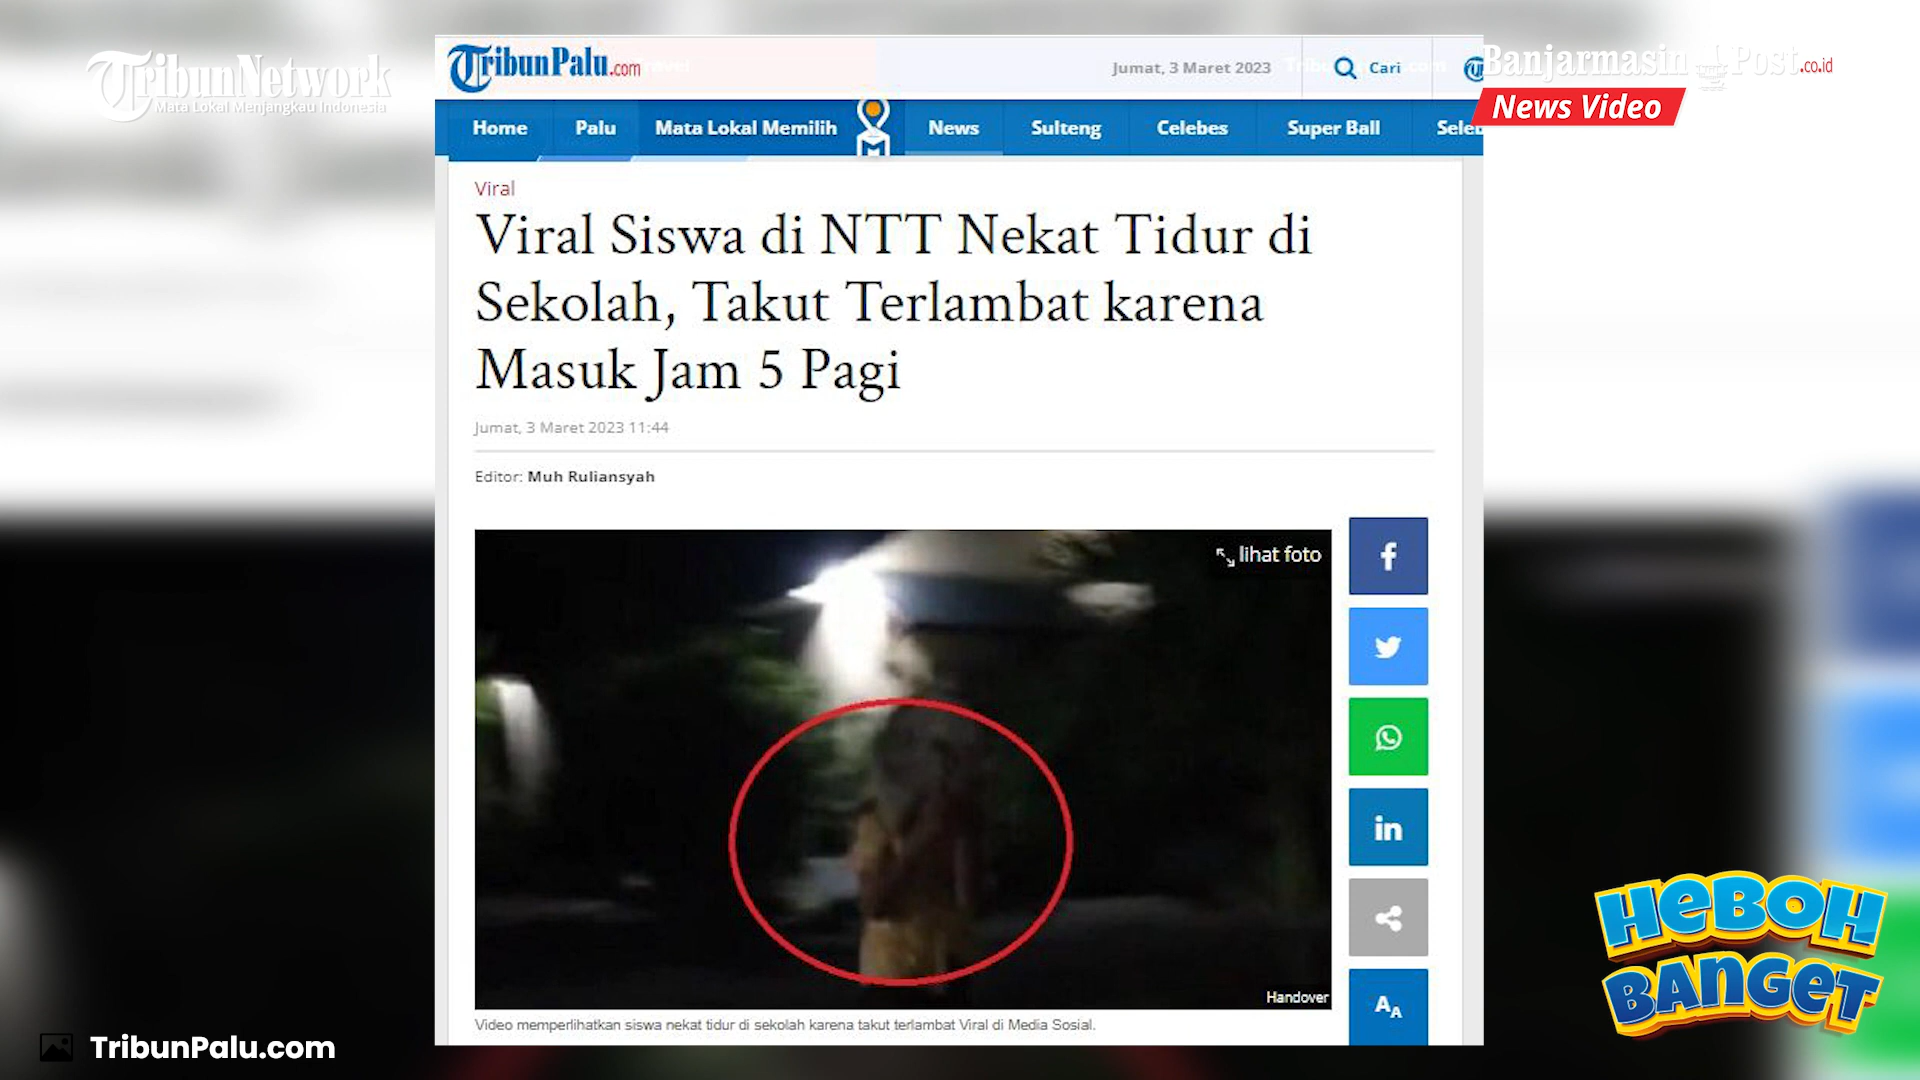 TribunNetwork
Mata Lokal Menjangkau Indonesia
TribunPalu.com
Jumat, 3 Maret 2023
Cari
Banjarmasin Post.co.id
News Video
Home
Palu
Mata Lokal Memilih
News
Sulteng
Celebes
Super Ball
Seleb
Viral
Viral Siswa di NTT Nekat Tidur di
Sekolah, Takut Terlambat karena
Masuk Jam 5 Pagi
Jumat, 3 Maret 2023 11:44
Editor: Muh Ruliansyah
lihat foto
Handover
Video memperlihatkan siswa nekat tidur di sekolah karena takut terlambat Viral di Media Sosial.
HEBOH
BANGET
TribunPalu.com